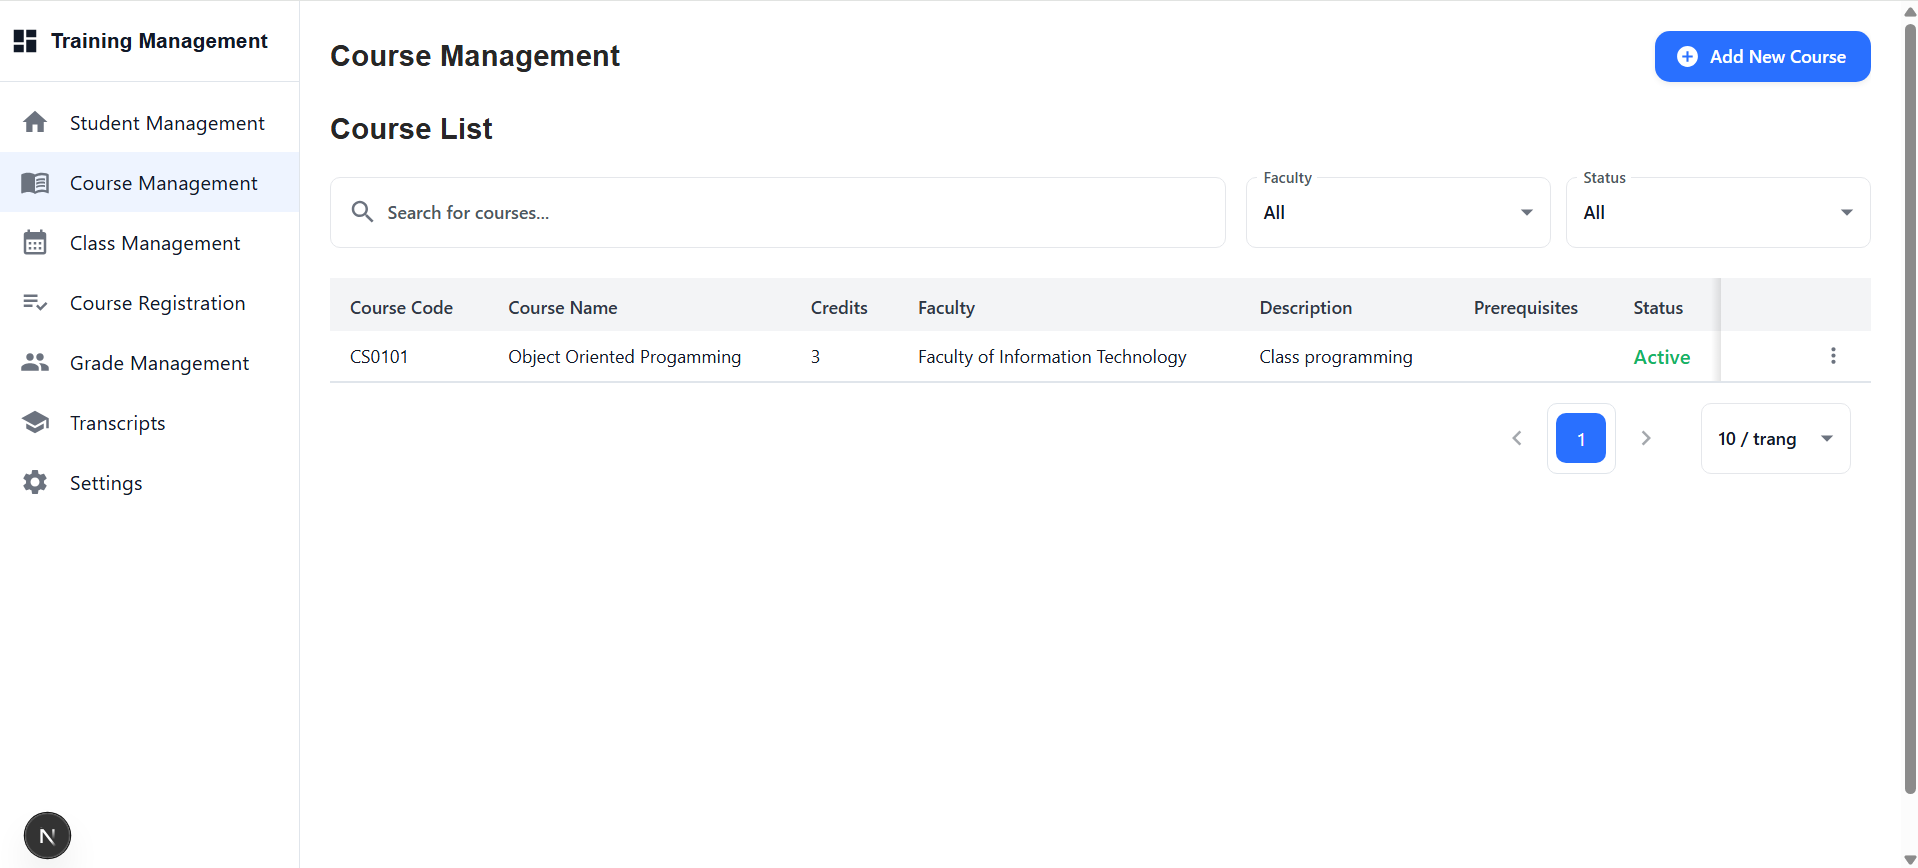 Training Management
Student Management
Course Management
Class Management
Course Registration
Grade Management
Transcripts
Settings
N
Course Management
Add New Course
Course List
Search for courses...
Faculty
All
Status
All
Course Code Course Name Credits Faculty Description Prerequisites Status
CS0101 Object Oriented Progamming 3 Faculty of Information Technology Class programming Active
1
10 / trang